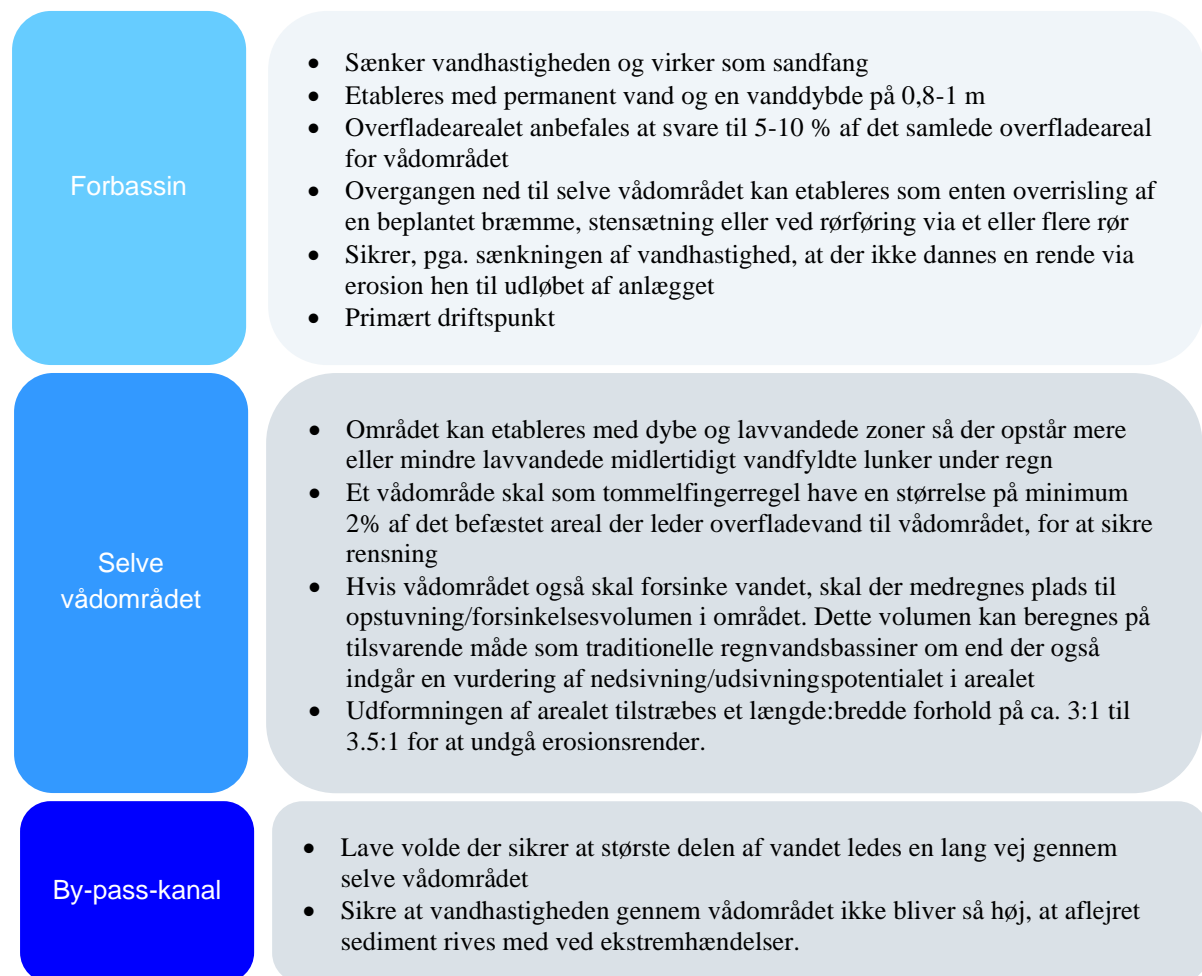 Forbassin
• Sænker vandhastigheden og virker som sandfang
• Etableres med permanent vand og en vanddybde på 0,8-1 m
• Overfladearealet anbefales at svare til 5-10 % af det samlede overfladeareal
for vådområdet
• Overgangen ned til selve vådområdet kan etableres som enten overrisling af
en beplantet bræmme, stensætning eller ved rørføring via et eller flere rør
• Sikrer, pga. sænkningen af vandhastighed, at der ikke dannes en rende via
erosion hen til udløbet af anlægget
• Primært driftspunkt
Selve
vådområdet
• Området kan etableres med dybe og lavvandede zoner så der opstår mere
eller mindre lavvandede midlertidigt vandfyldte lunker under regn
• Et vådområde skal som tommelfingerregel have en størrelse på minimum
2% af det befæstet areal der leder overfladevand til vådområdet, for at sikre
rensning
• Hvis vådområdet også skal forsinke vandet, skal der medregnes plads til
opstuvning/forsinkelsesvolumen i området. Dette volumen kan beregnes på
tilsvarende måde som traditionelle regnvandsbassiner om end der også
indgår en vurdering af nedsivning/udsivningspotentialet i arealet
• Udformningen af arealet tilstræbes et længde:bredde forhold på ca. 3:1 til
3.5:1 for at undgå erosionsrender.
By-pass-kanal
• Lave volde der sikrer at største delen af vandet ledes en lang vej gennem
selve vådområdet
• Sikre at vandhastigheden gennem vådområdet ikke bliver så høj, at aflejret
sediment rives med ved ekstremhændelser.